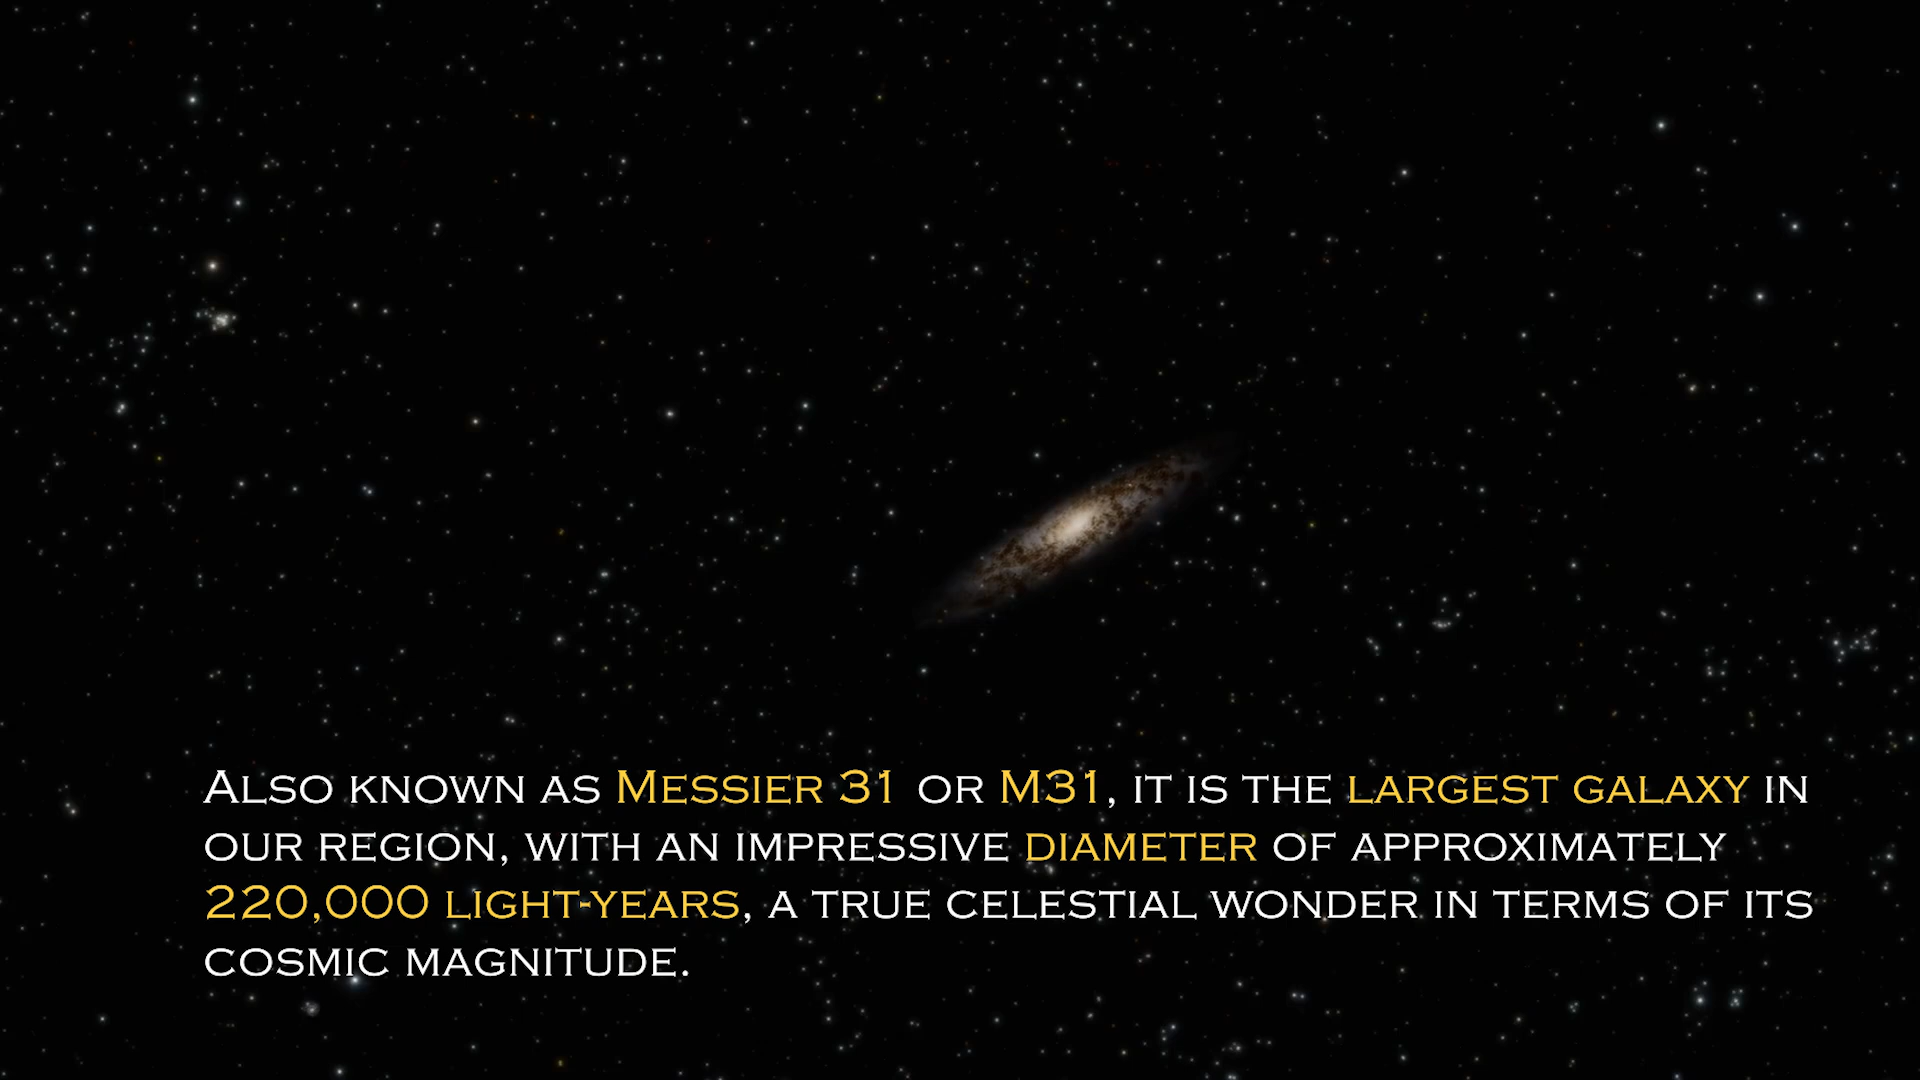 Also known as Messier 31 or M31, it is the largest galaxy in
our region, with an impressive diameter of approximately
220,000 light-years, a true celestial wonder in terms of its
cosmic magnitude.